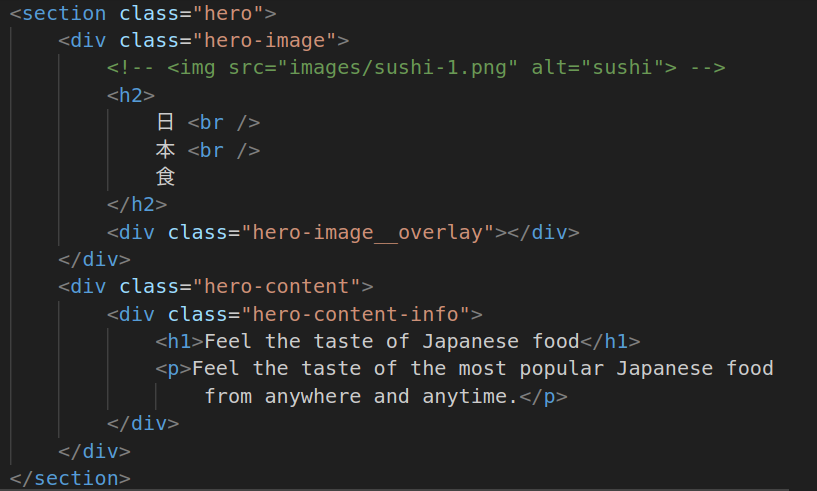 <section class="hero">
<div class="hero-image">
<!-- <img src="images/sushi-1.png" alt="sushi"> -->
<h2>
日 <br />
本 <br />
食
</h2>
<div class="hero-image__overlay"></div>
</div>
<div class="hero-content">
<div class="hero-content-info">
<h1>Feel the taste of Japanese food</h1>
<p>Feel the taste of the most popular Japanese food
from anywhere and anytime.</p>
</div>
</div>
</section>